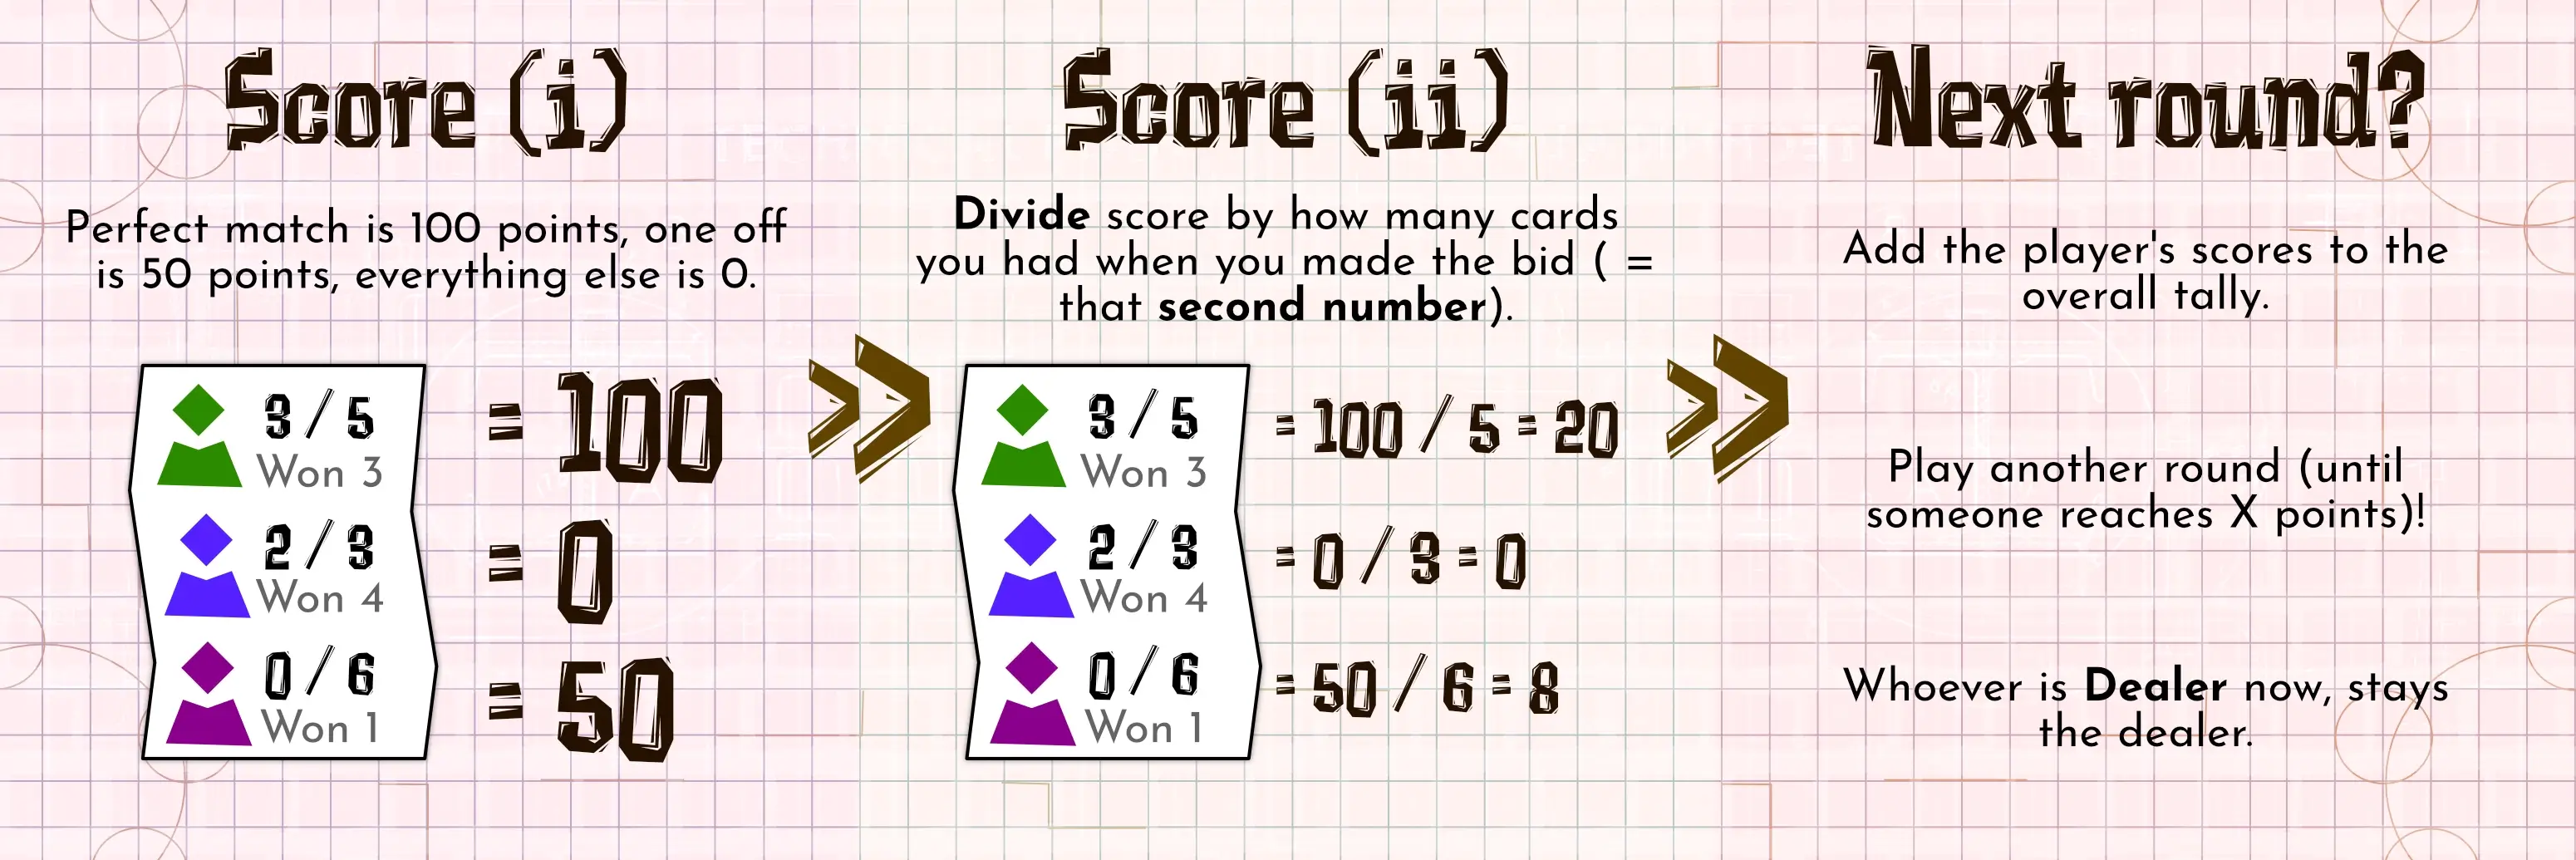 Score (i)
Perfect match is 100 points, one off
is 50 points, everything else is 0.
3 / 5
Won 3
= 100
2 / 3
Won 4
= 0
0 / 6
Won 1
= 50
Score (ii)
Divide score by how many cards
you had when you made the bid ( =
that second number).
3 / 5
Won 3
= 100 / 5 = 20
2 / 3
Won 4
= 0 / 3 = 0
0 / 6
Won 1
= 50 / 6 = 8
Next round?
Add the player's scores to the
overall tally.
Play another round (until
someone reaches X points)!
Whoever is Dealer now, stays
the dealer.